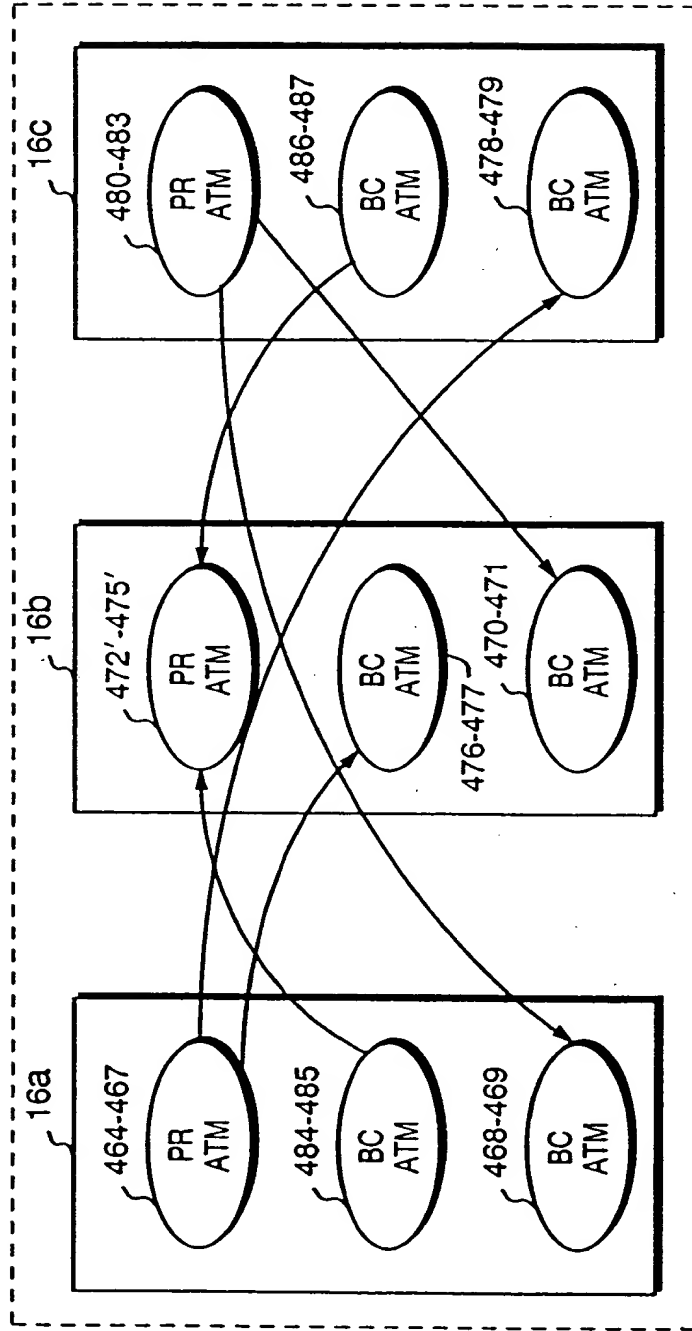 16a
464-467
PR
ATM
484-485
BC
ATM
468-469
BC
ATM
16b
472'-475'
PR
ATM
BC
ATM
476-477
470-471
BC
ATM
16c
480-483
PR
ATM
486-487
BC
ATM
478-479
BC
ATM